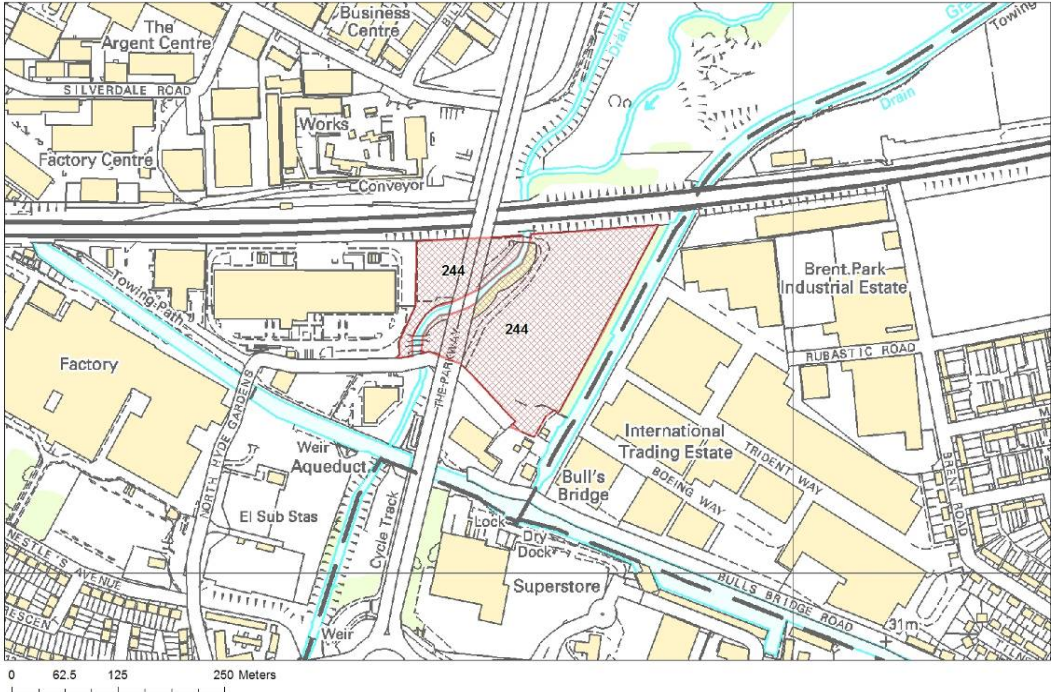 The
Argent Centre
Business
Centre
SILVERDALE ROAD
Works
Factory Centre
Conveyor
Drain
Towing
Drain
244
244
Towing Path
Factory
THE PARKWAY
NORTH HYDE GARDENS
Brent Park
Industrial Estate
RUBASTIC ROAD
International
Trading Estate
TRIDENT WAY
BOEING WAY
BRENT ROAD
Weir
Aqueduct
Bull's
Bridge
El Sub Stas
Cycle Track
Lock
Dry
Dock
Superstore
BULLS BRIDGE ROAD
NESTLE'S AVENUE
Weir
31m
0 62.5 125 250 Meters